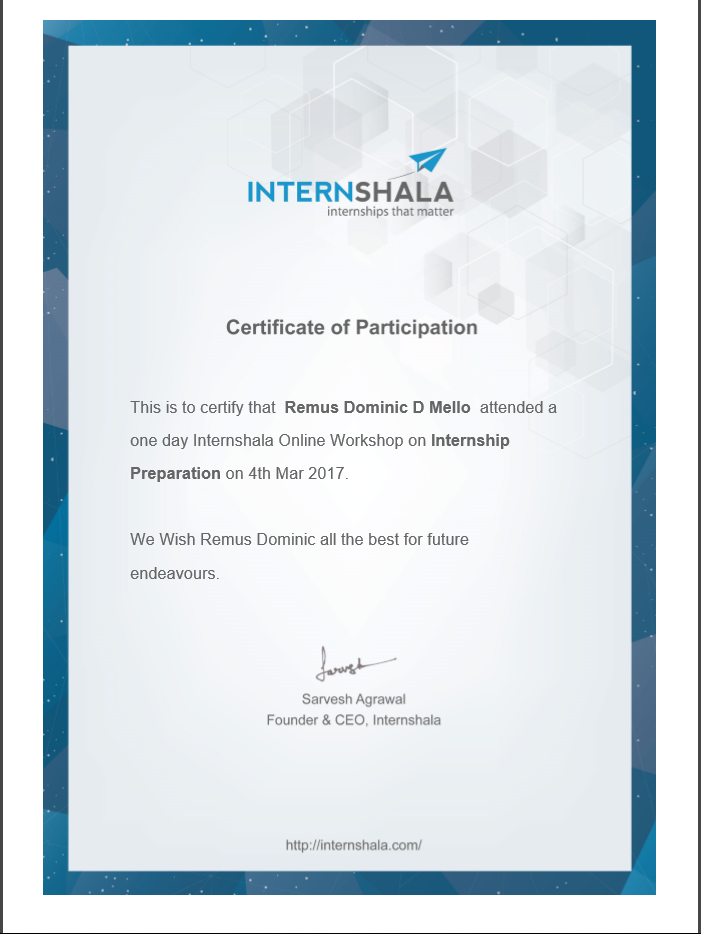 INTERNSHALA
internships that matter
Certificate of Participation
This is to certify that Remus Dominic D Mello attended a
one day Internshala Online Workshop on Internship
Preparation on 4th Mar 2017.
We Wish Remus Dominic all the best for future
endeavours.
Sarvesh
Sarvesh Agrawal
Founder & CEO, Internshala
http://internshala.com/